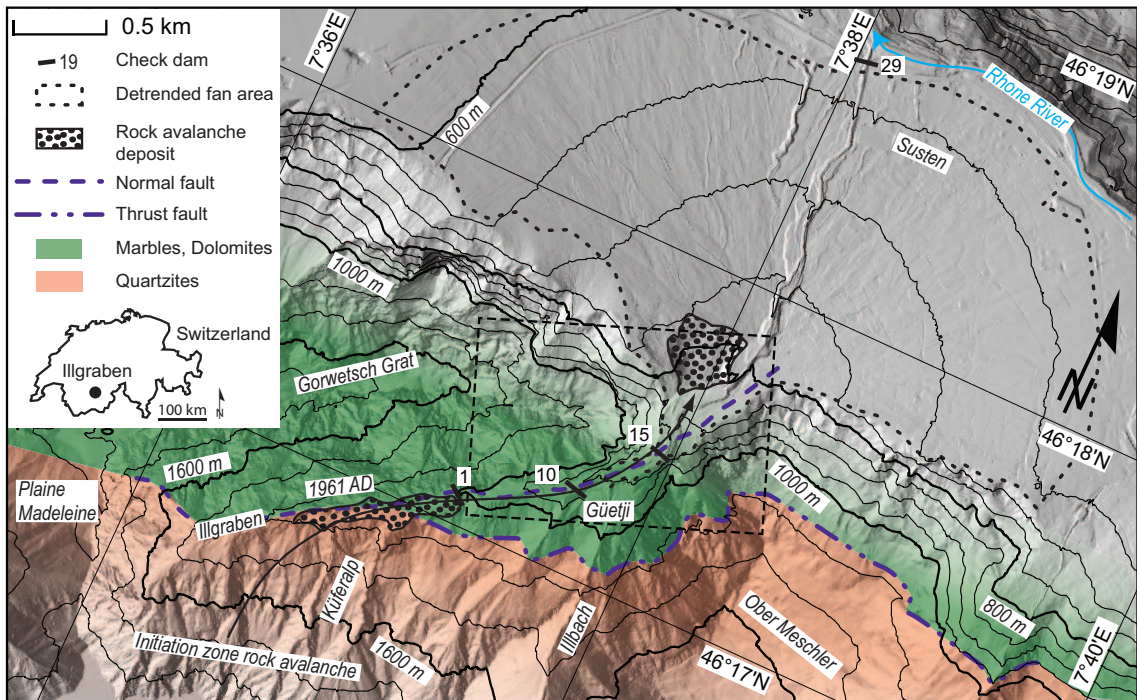 0.5 km
19 Check dam
Detrended fan area
Rock avalanche
deposit
Normal fault
Thrust fault
Marbles, Dolomites
Quartzites
Switzerland
Illgraben
100 km
N
7°36'E
7°38'E
29
46°19'N
Rhone River
600 m
Susten
1000 m
Gorwetsch Grat
46°18'N
15
1600 m
1
10
1961 AD
Plaine
Madeleine
Illgraben
Güetji
1000 m
Küferalp
Illbach
Ober Meschler
800 m
Initiation zone rock avalanche
1600 m
46°17'N
7°40'E
N